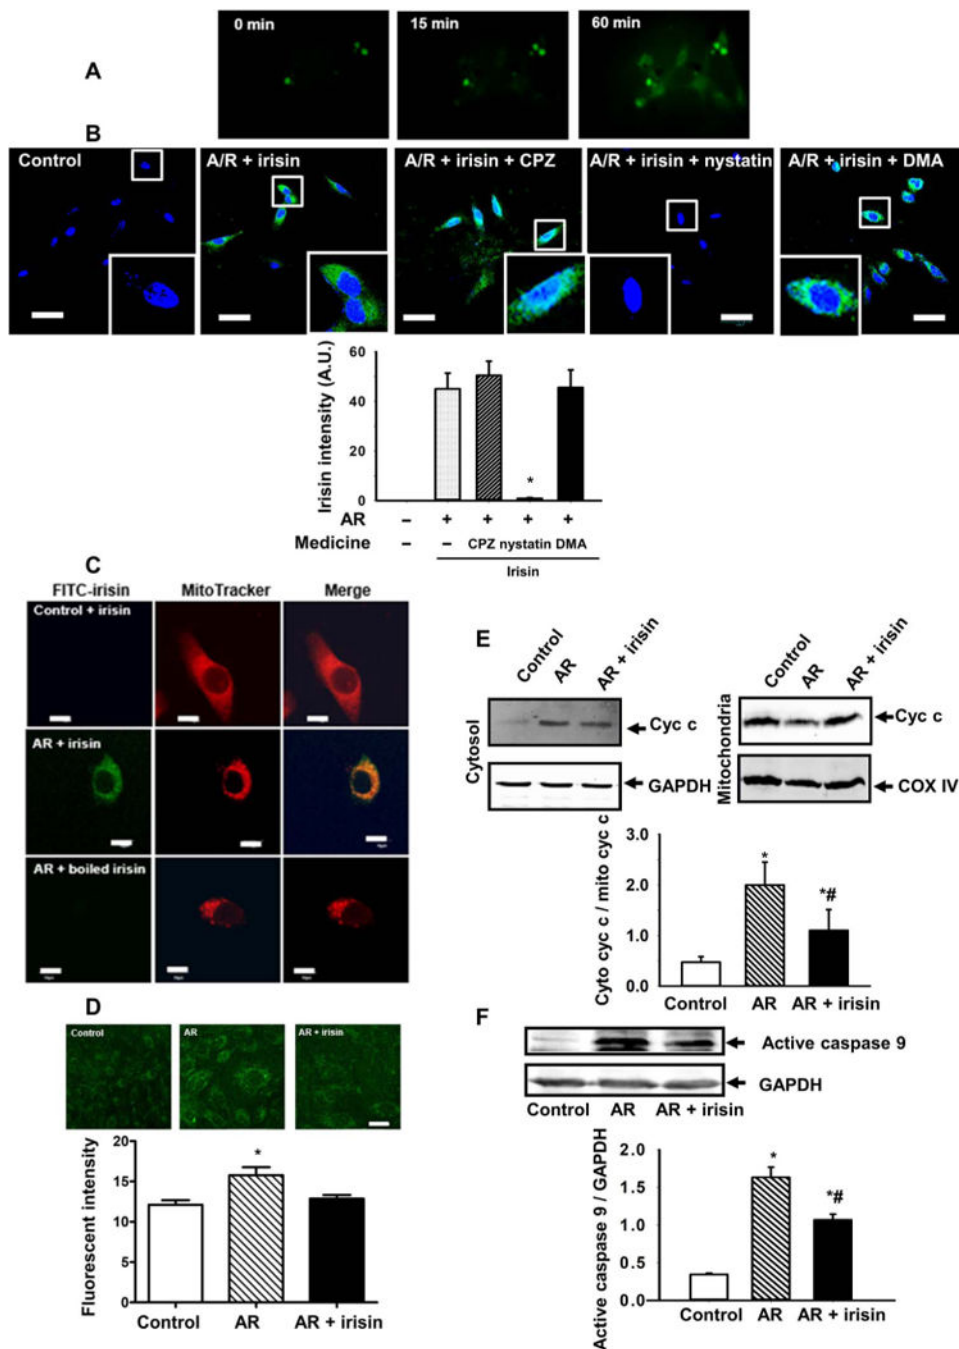 A
0 min
15 min
60 min
B
Control
A/R + irisin
A/R + irisin + CPZ
A/R + irisin + nystatin
A/R + irisin + DMA
Irisin intensity (A.U.)
60
40
20
0
*
AR – + + + +
Medicine – – CPZ nystatin DMA
Irisin
C
FITC-irisin
MitoTracker
Merge
Control + irisin
AR + irisin
AR + boiled irisin
D
Control
AR
AR + irisin
Fluorescent intensity
20
15
10
5
0
*
Control
AR
AR + irisin
E
Control
AR
AR + irisin
Cytosol
Cyc c
GAPDH
Control
AR
AR + irisin
Mitochondria
Cyc c
COX IV
Cyto cyc c / mito cyc c
3.0
2.0
1.0
0.0
*
*#
Control
AR
AR + irisin
F
Active caspase 9
GAPDH
Control
AR
AR + irisin
Active caspase 9 / GAPDH
2.0
1.5
1.0
0.5
0.0
*
*#
Control
AR
AR + irisin